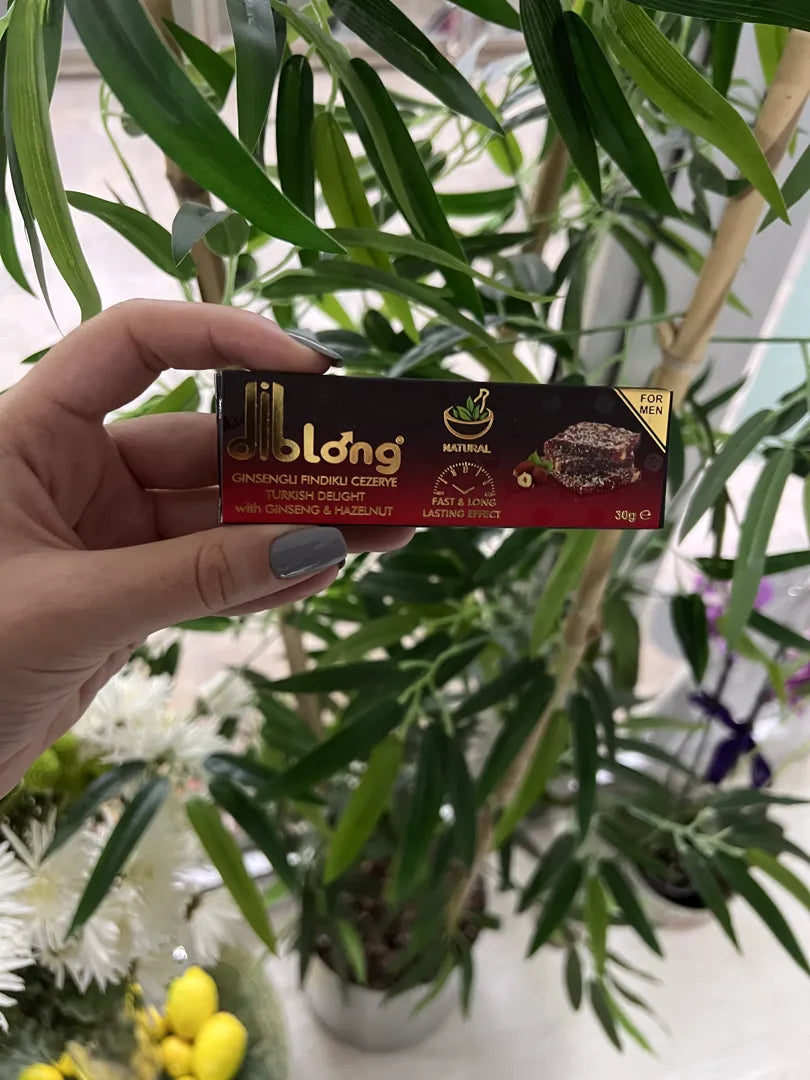 diblong®
GINSENGLI FINDIKLI CEZERYE
TURKISH DELIGHT
with GINSENG & HAZELNUT
NATURAL
FAST & LONG
LASTING EFFECT
FOR
MEN
30g ℮